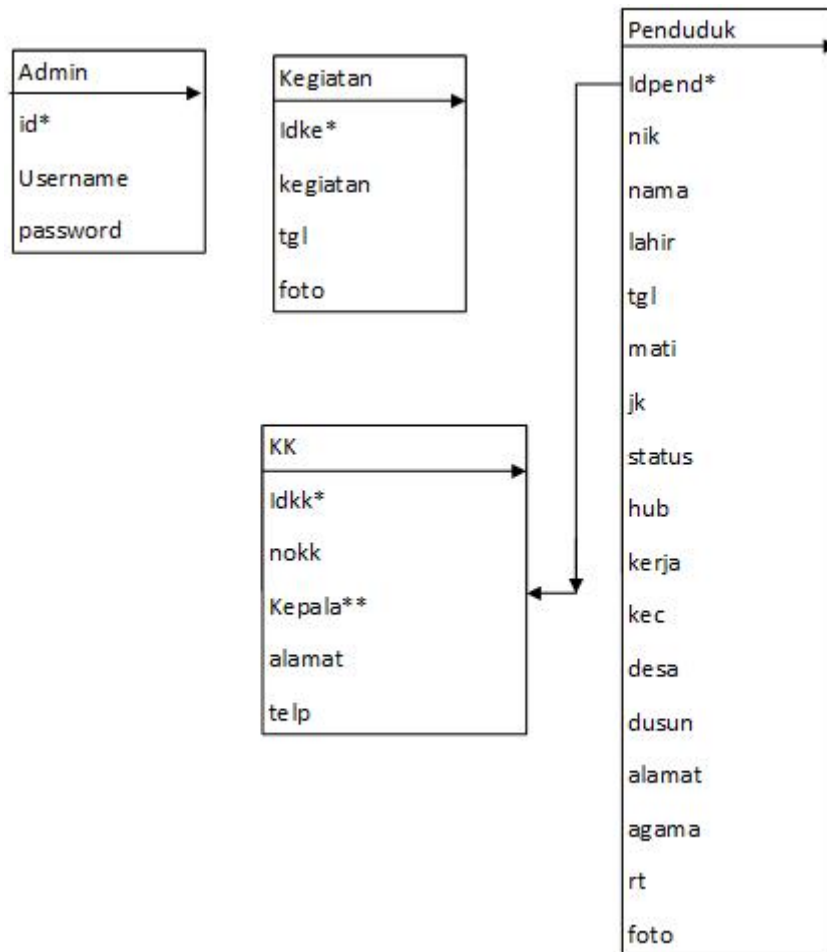 Admin
id*
Username
password
Kegiatan
Idke*
kegiatan
tgl
foto
KK
Idkk*
nokk
Kepala**
alamat
telp
Penduduk
Idpend*
nik
nama
lahir
tgl
mati
jk
status
hub
kerja
kec
desa
dusun
alamat
agama
rt
foto